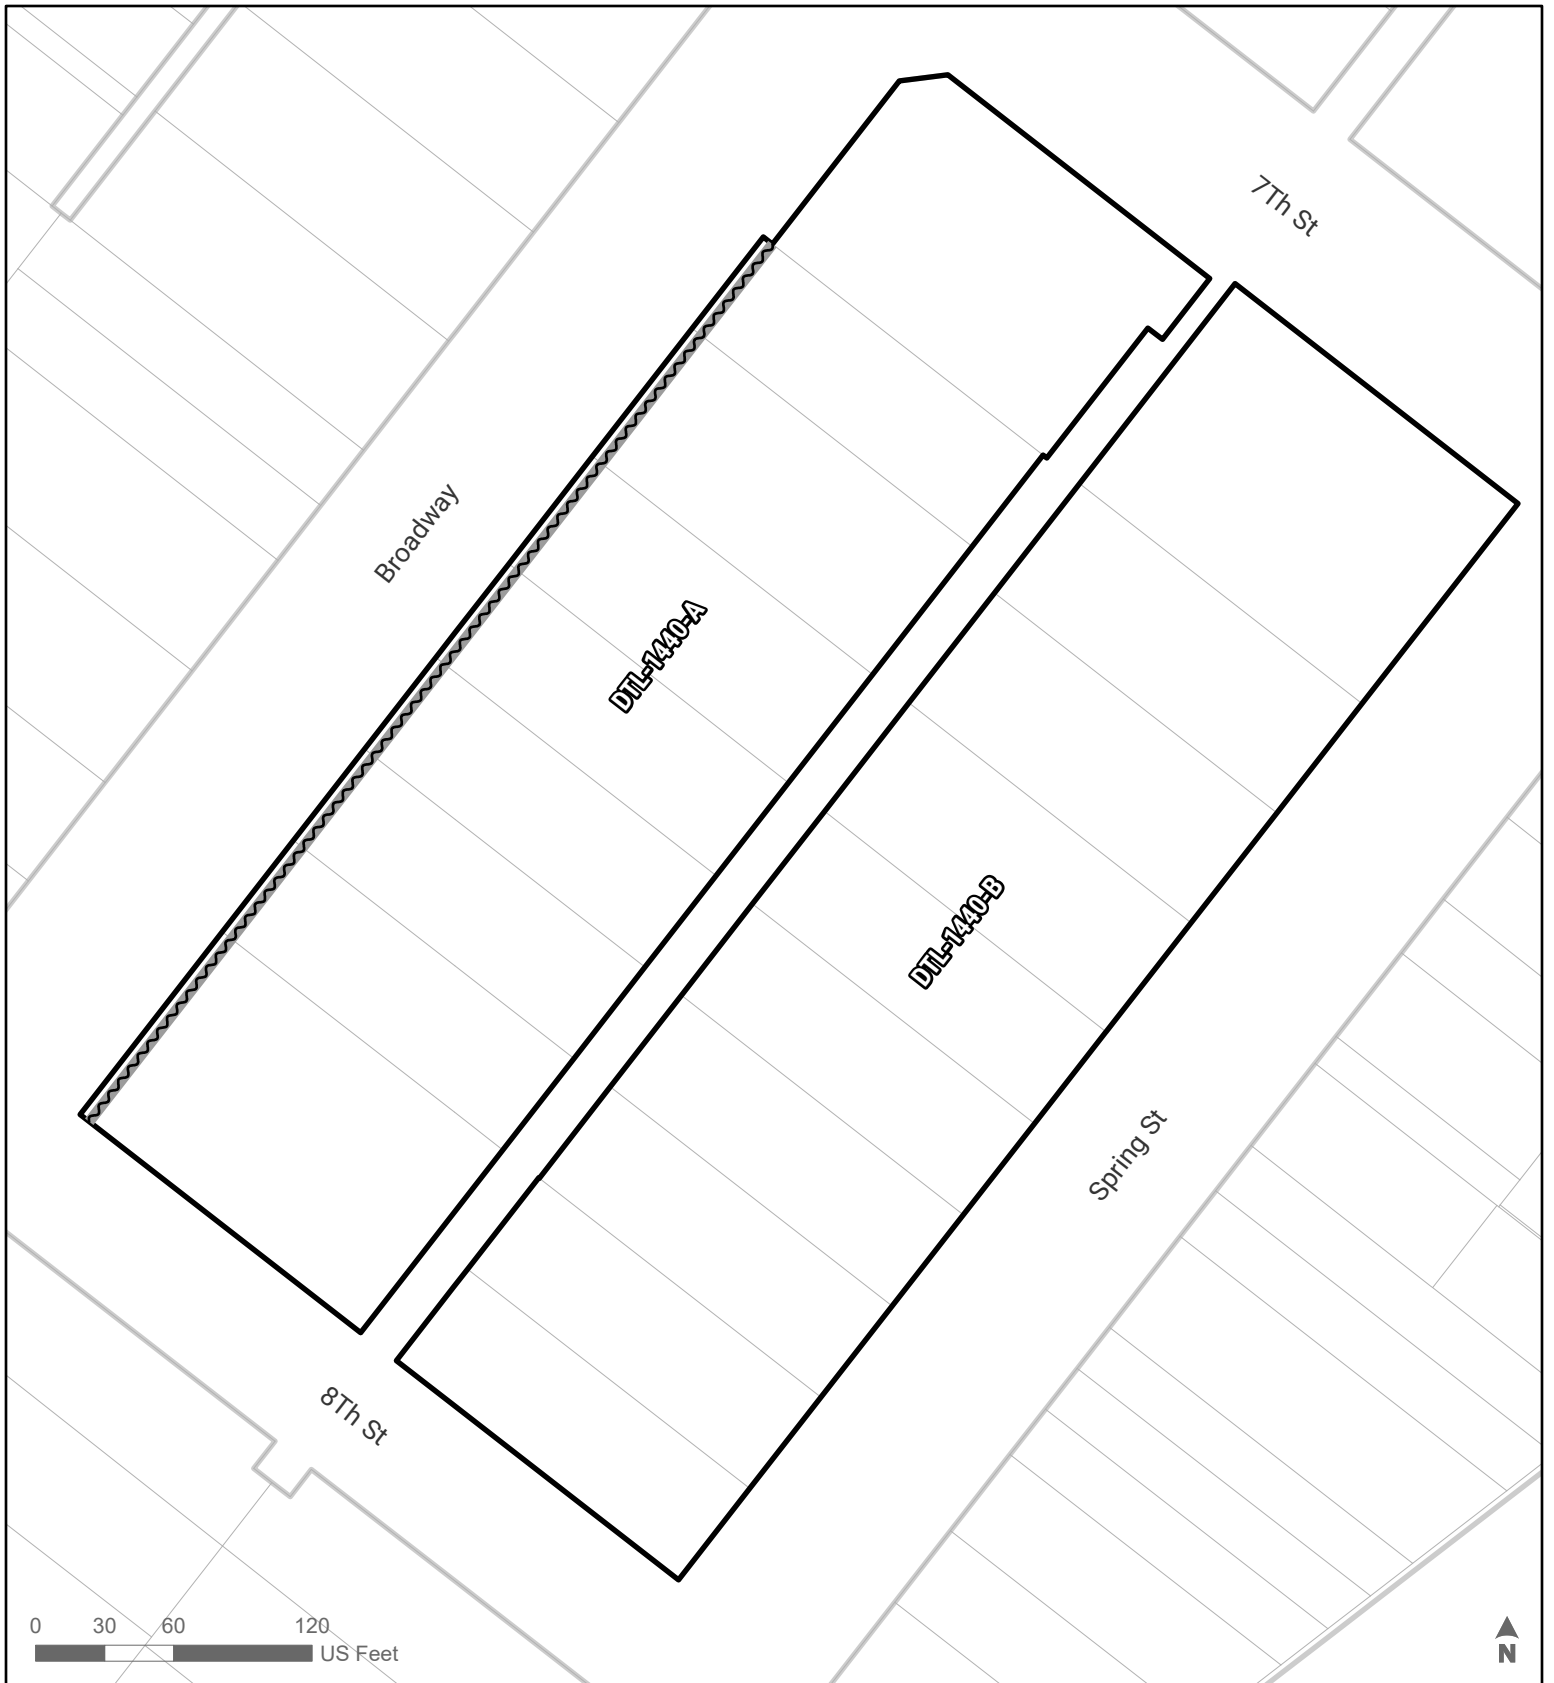 7Th St
Broadway
DTL-1440-A
DTL-1440-B
Spring St
8Th St
0 30 60 120
US Feet
N